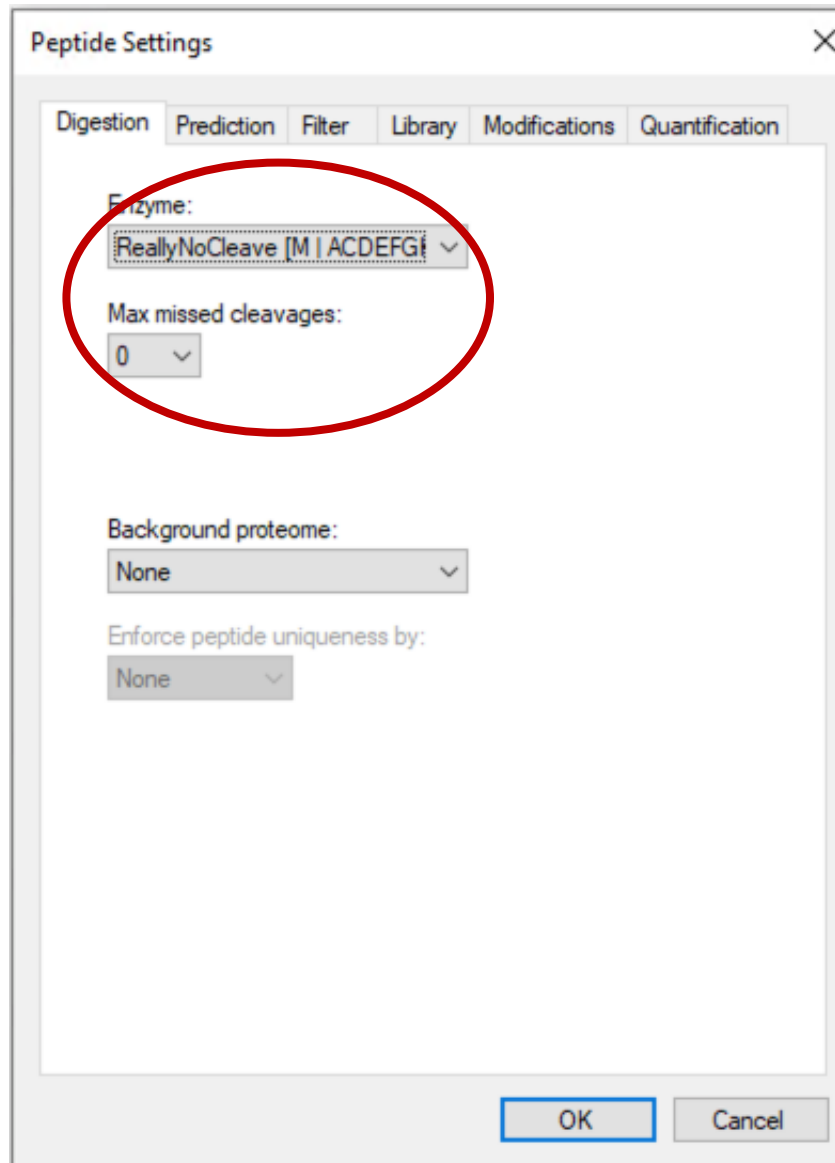 Peptide Settings
Digestion Prediction Filter Library Modifications Quantification
Enzyme:
ReallyNoCleave [M | ACDEFGH
Max missed cleavages:
0
Background proteome:
None
Enforce peptide uniqueness by:
None
OK Cancel